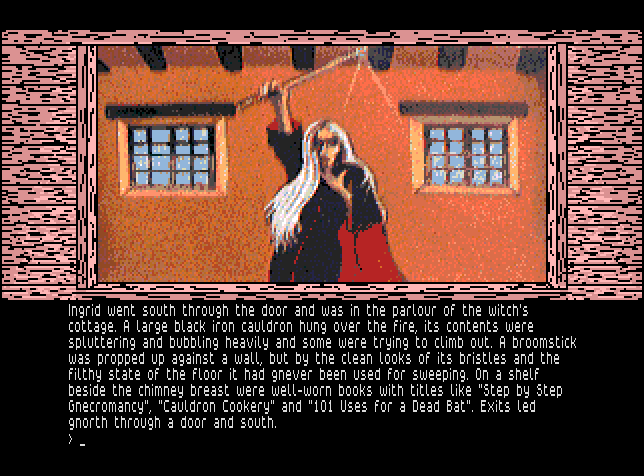 Ingrid went south through the door and was in the parlour of the witch's
cottage. A large black iron cauldron hung over the fire, its contents were
spluttering and bubbling heavily and some were trying to climb out. A broomstick
was propped up against a wall, but by the clean looks of its bristles and the
filthy state of the floor it had gnever been used for sweeping. On a shelf
beside the chimney breast were well-worn books with titles like "Step by Step
Gnecromancy", "Cauldron Cookery" and "101 Uses for a Dead Bat". Exits led
gnorth through a door and south.
> _